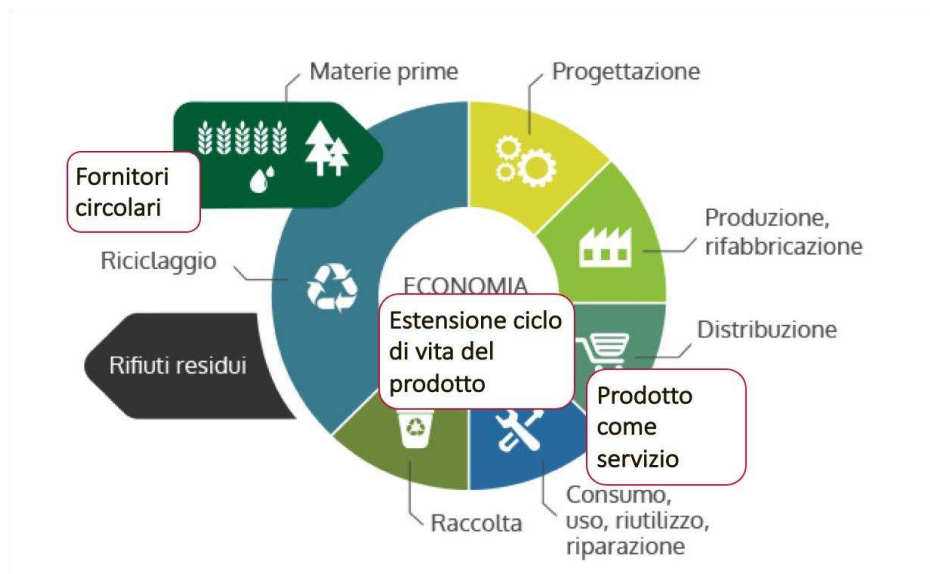 Materie prime
Progettazione
Fornitori
circolari
Produzione,
rifabbricazione
Riciclaggio
ECONOMIA
Estensione ciclo
di vita del
prodotto
Distribuzione
Rifiuti residui
Prodotto
come
servizio
Raccolta
Consumo,
uso, riutilizzo,
riparazione